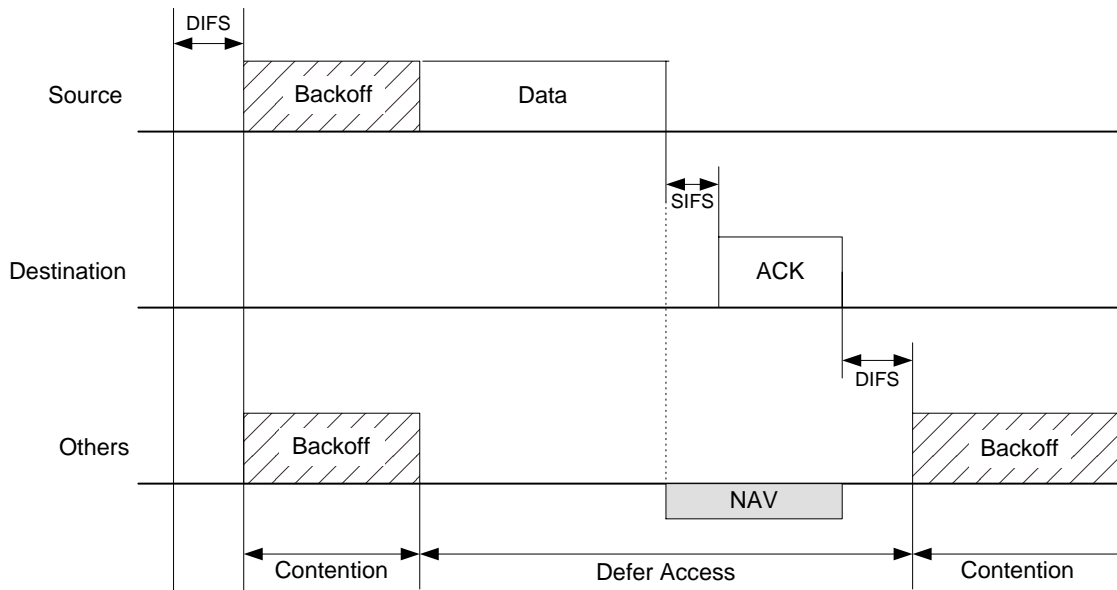 DIFS
Source
Backoff
Data
SIFS
Destination
ACK
DIFS
Others
Backoff
Backoff
NAV
Contention
Defer Access
Contention